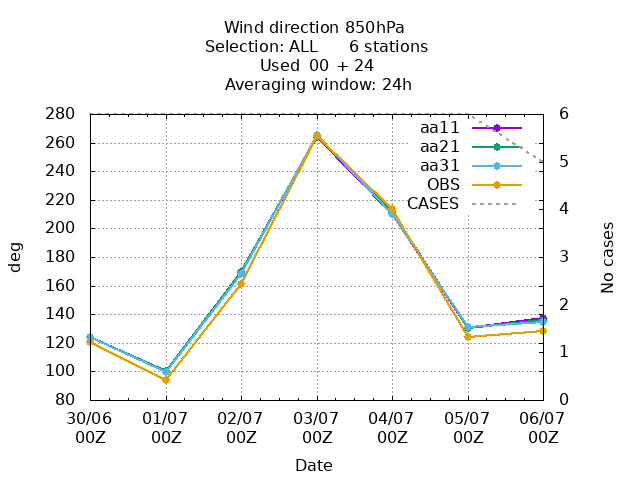 Wind direction 850hPa
Selection: ALL 6 stations
Used 00 + 24
Averaging window: 24h
280 6
aa11
260
aa21
240 5
aa31
220
OBS
200 4
CASES
180 3
160
140 2
120 1
100
80 0
deg
No cases
30/06 01/07 02/07 03/07 04/07 05/07 06/07
00Z 00Z 00Z 00Z 00Z 00Z 00Z
Date